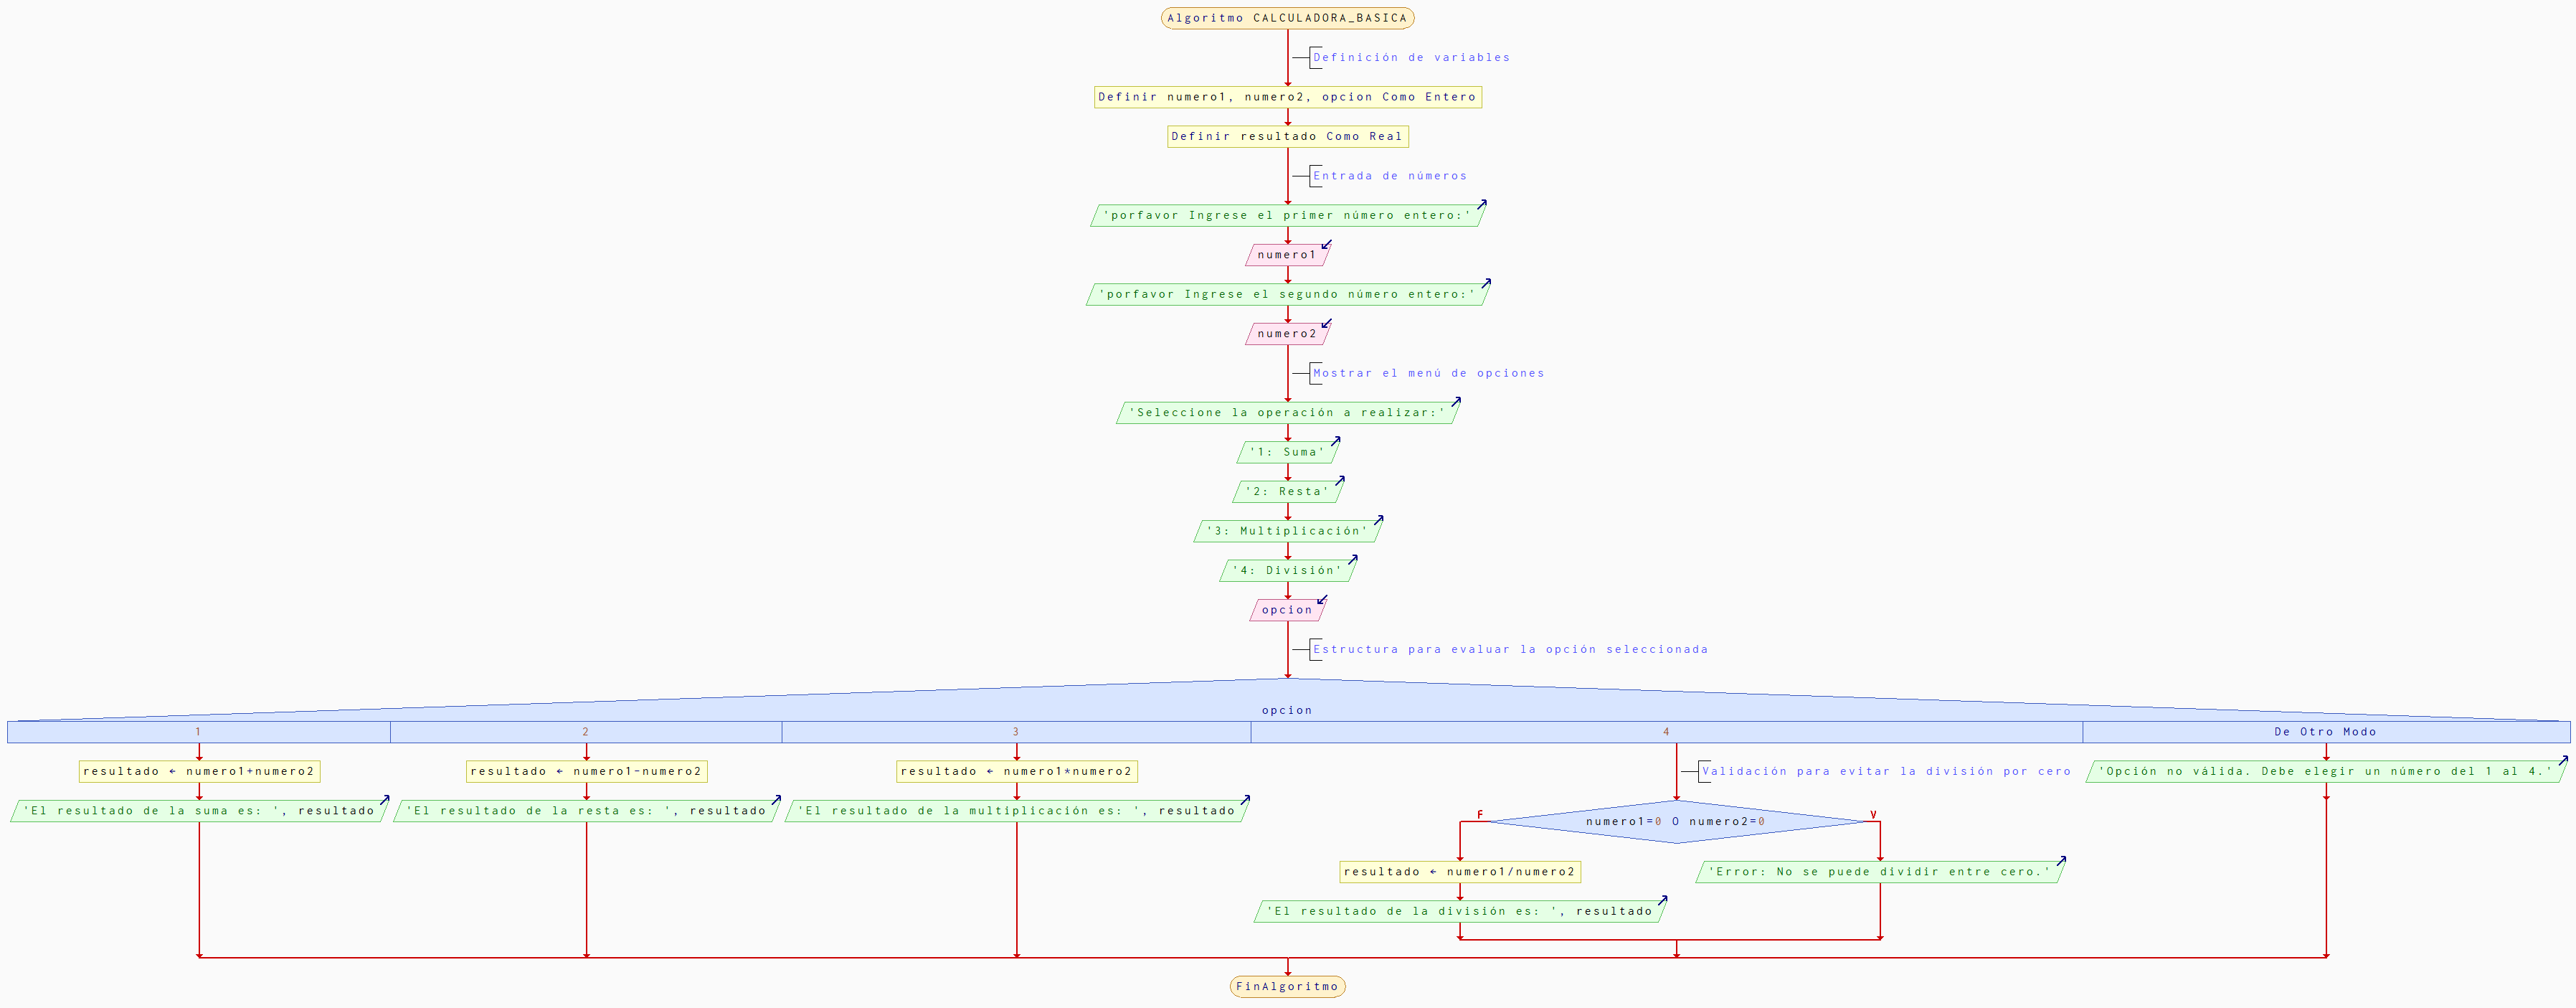 Algoritmo CALCULADORA_BASICA
Definición de variables
Definir numero1, numero2, opcion Como Entero
Definir resultado Como Real
Entrada de números
'porfavor Ingrese el primer número entero:'
numero1
'porfavor Ingrese el segundo número entero:'
numero2
Mostrar el menú de opciones
'Seleccione la operación a realizar:'
'1: Suma'
'2: Resta'
'3: Multiplicación'
'4: División'
opcion
Estructura para evaluar la opción seleccionada
opcion
1
2
3
4
De Otro Modo
resultado ← numero1+numero2
'El resultado de la suma es: ', resultado
resultado ← numero1-numero2
'El resultado de la resta es: ', resultado
resultado ← numero1*numero2
'El resultado de la multiplicación es: ', resultado
Validación para evitar la división por cero
numero1=0 O numero2=0
F
V
resultado ← numero1/numero2
'El resultado de la división es: ', resultado
'Error: No se puede dividir entre cero.'
'Opción no válida. Debe elegir un número del 1 al 4.'
FinAlgoritmo